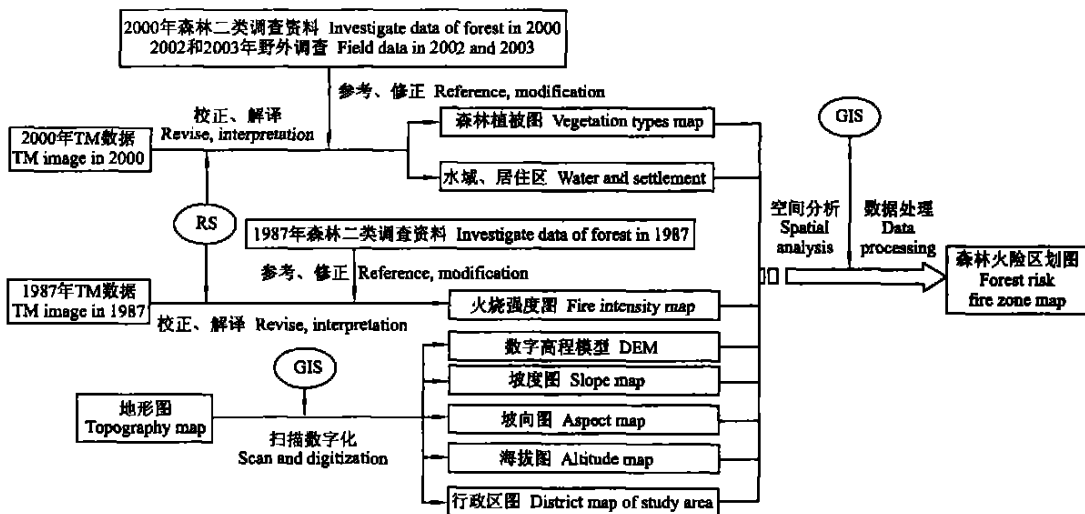 2000年森林二类调查资料 Investigate data of forest in 2000
2002和2003年野外调查 Field data in 2002 and 2003
参考、修正 Reference, modification
校正、解译
Revise, interpretation
2000年TM数据
TM image in 2000
森林植被图 Vegetation types map
水域、居住区 Water and settlement
GIS
RS
1987年森林二类调查资料 Investigate data of forest in 1987
空间分析
Spatial
analysis
数据处理
Data
processing
参考、修正 Reference, modification
1987年TM数据
TM image in 1987
校正、解译 Revise, interpretation
火烧强度图 Fire intensity map
森林火险区划图
Forest risk
fire zone map
数字高程模型 DEM
GIS
坡度图 Slope map
地形图
Topography map
坡向图 Aspect map
扫描数字化
Scan and digitization
海拔图 Altitude map
行政区图 District map of study area